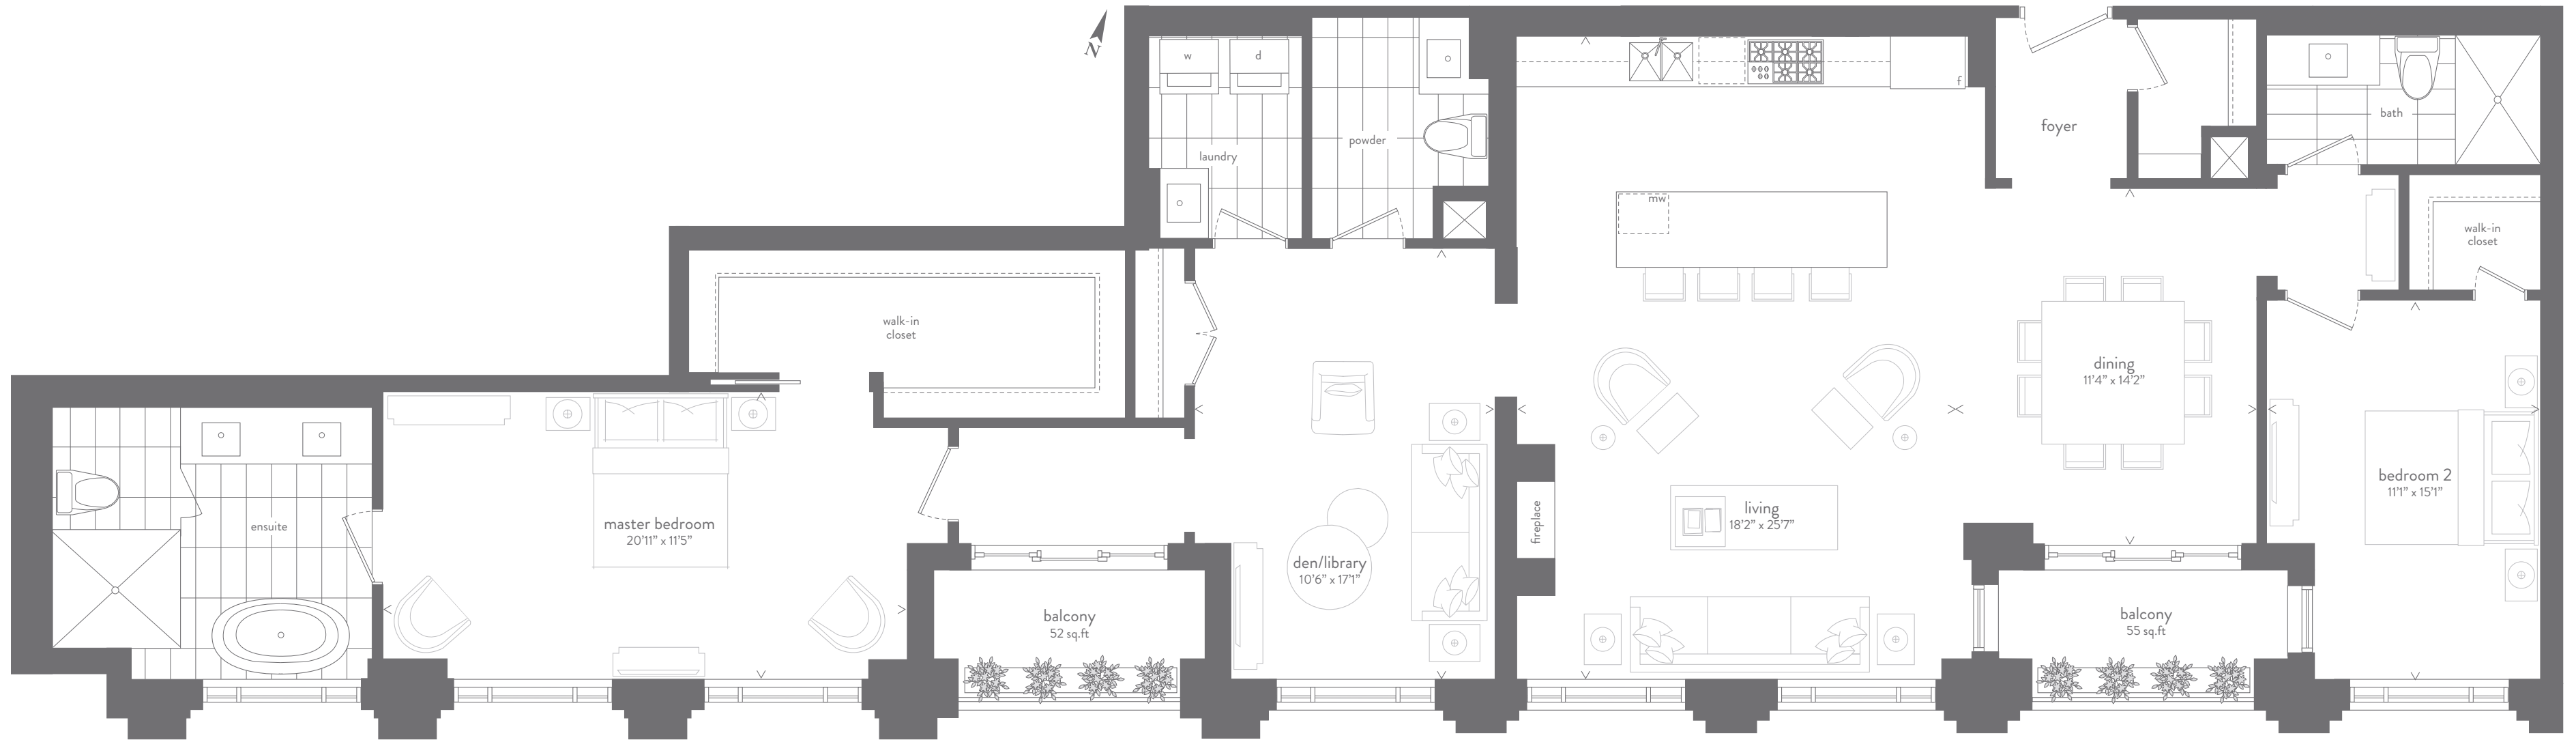 N
w
d
laundry
powder
f
mw
foyer
bath
walk-in
closet
walk-in
closet
dining
11'4” x 14'2”
bedroom 2
11'1” x 15'1”
ensuite
master bedroom
20'11” x 11'5”
den/library
10'6” x 17'1”
fireplace
living
18'2” x 25'7”
balcony
52 sq.ft
balcony
55 sq.ft